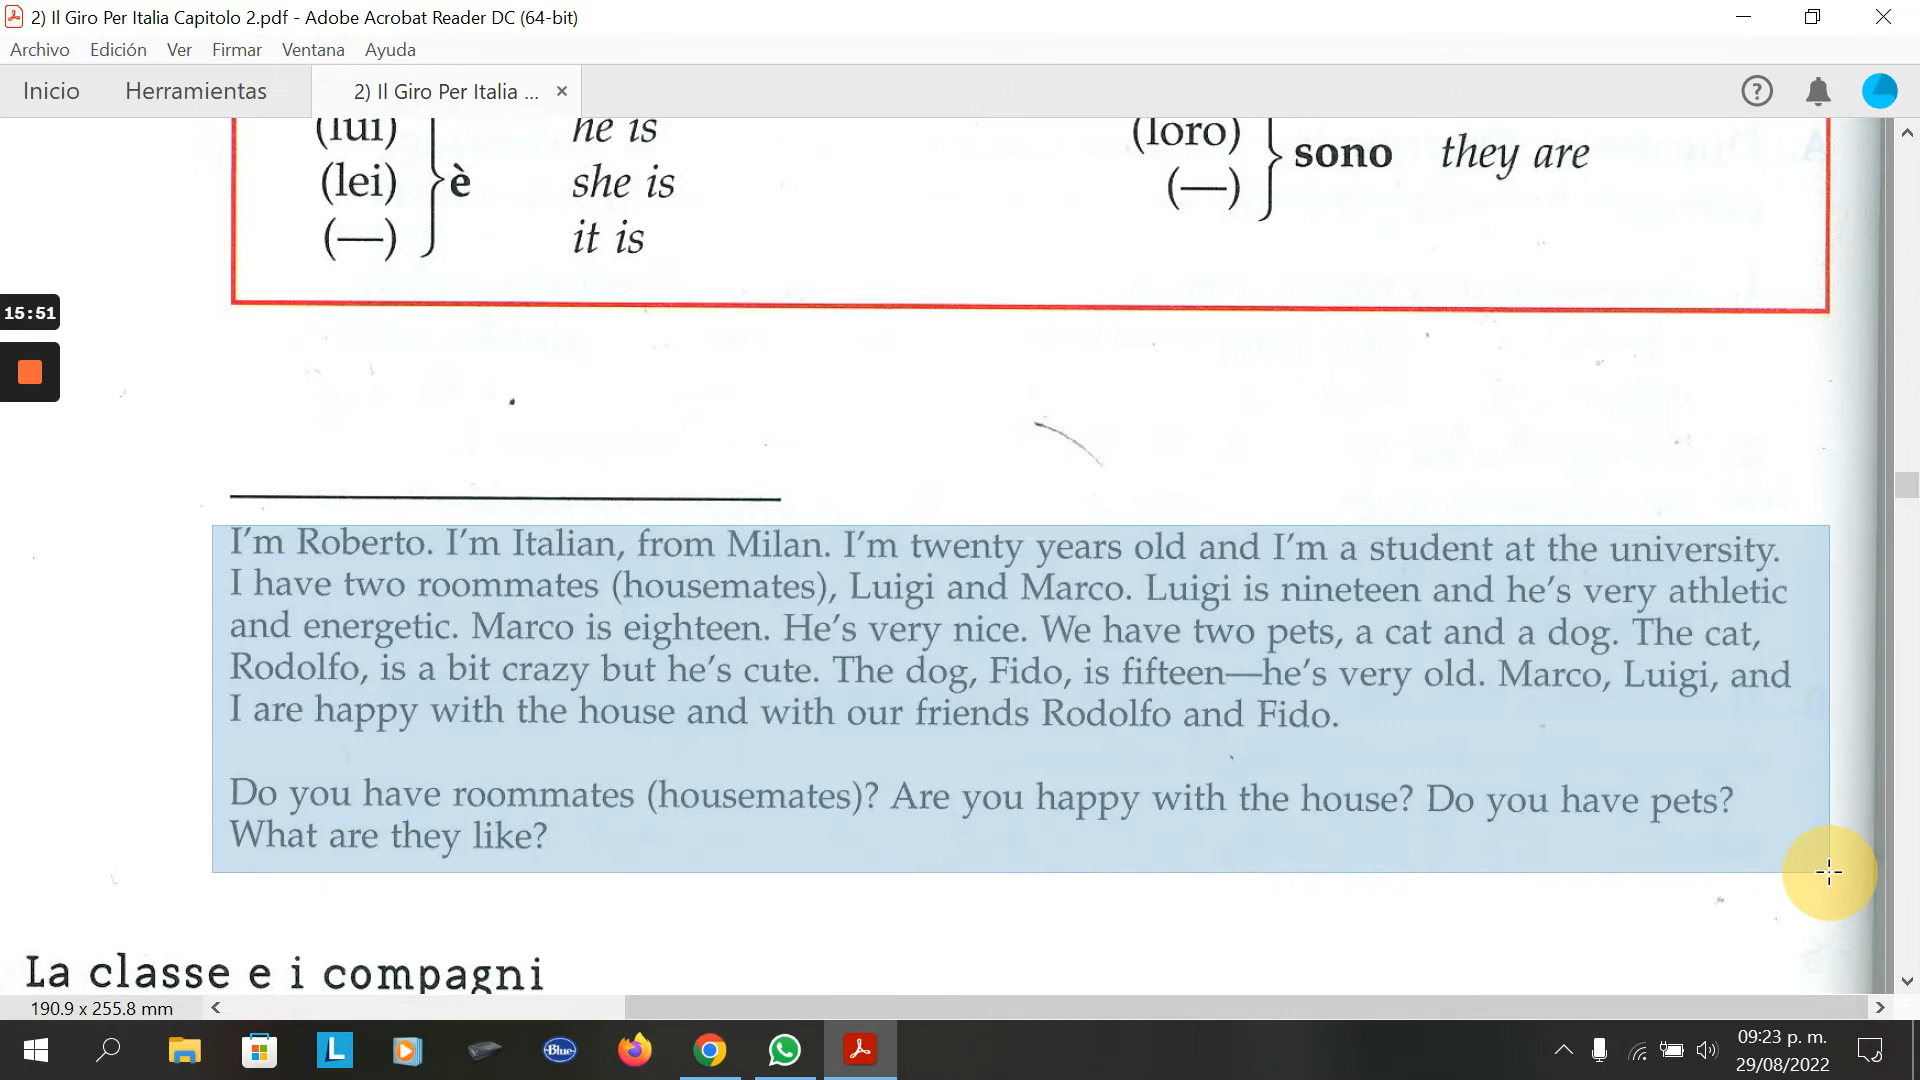 2) Il Giro Per Italia Capitolo 2.pdf - Adobe Acrobat Reader DC (64-bit)
Archivo Edición Ver Firmar Ventana Ayuda
Inicio Herramientas 2) Il Giro Per Italia ... ×
(lui) he is (loro)
(lei) è she is sono they are
(—) it is (—)
15:51
I'm Roberto. I'm Italian, from Milan. I'm twenty years old and I'm a student at the university.
I have two roommates (housemates), Luigi and Marco. Luigi is nineteen and he's very athletic
and energetic. Marco is eighteen. He's very nice. We have two pets, a cat and a dog. The cat,
Rodolfo, is a bit crazy but he's cute. The dog, Fido, is fifteen—he's very old. Marco, Luigi, and
I are happy with the house and with our friends Rodolfo and Fido.
Do you have roommates (housemates)? Are you happy with the house? Do you have pets?
What are they like?
La classe e i compagni
190.9 x 255.8 mm
L
Blue
09:23 p. m.
29/08/2022